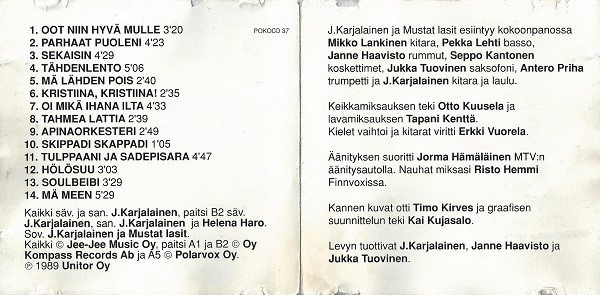 1. OOT NIIN HYVÄ MULLE 3'20
2. PARHAAT PUOLENI 4'23
3. SEKAISIN 4'29
4. TÄHDENLENTO 5'06
5. MÄ LÄHDEN POIS 2'40
6. KRISTIINA, KRISTIINA! 2'35
7. OI MIKÄ IHANA ILTA 4'33
8. TAHMEA LATTIA 2'39
9. APINAORKESTERI 2'49
10. SKIPPADI SKAPPADI 1'05
11. TULPPAANI JA SADEPISARA 4'47
12. HÖLÖSUU 3'03
13. SOULBEIBI 3'29
14. MÄ MEEN 5'29
Kaikki säv. ja san. J.Karjalainen, paitsi B2 säv.
J.Karjalainen, san. J.Karjalainen ja Helena Haro.
Sov. J.Karjalainen ja Mustat lasit.
Kaikki © Jee-Jee Music Oy, paitsi A1 ja B2 © Oy
Kompass Records Ab ja A5 © Polarvox Oy.
℗ 1989 Unitor Oy
POKOCO 37
J.Karjalainen ja Mustat lasit esiintyy kokoonpanossa
Mikko Lankinen kitara, Pekka Lehti basso,
Janne Haavisto rummut, Seppo Kantonen
koskettimet, Jukka Tuovinen saksofoni, Antero Priha
trumpetti ja J.Karjalainen kitara ja laulu.
Keikkamiksauksen teki Otto Kuusela ja
lavamiksauksen Tapani Kenttä.
Kielet vaihtoi ja kitarat viritti Erkki Vuorela.
Äänityksen suoritti Jorma Hämäläinen MTV:n
äänitysautolla. Nauhat miksasi Risto Hemmi
Finnvoxissa.
Kannen kuvat otti Timo Kirves ja graafisen
suunnittelun teki Kai Kujasalo.
Levyn tuottivat J.Karjalainen, Janne Haavisto ja
Jukka Tuovinen.